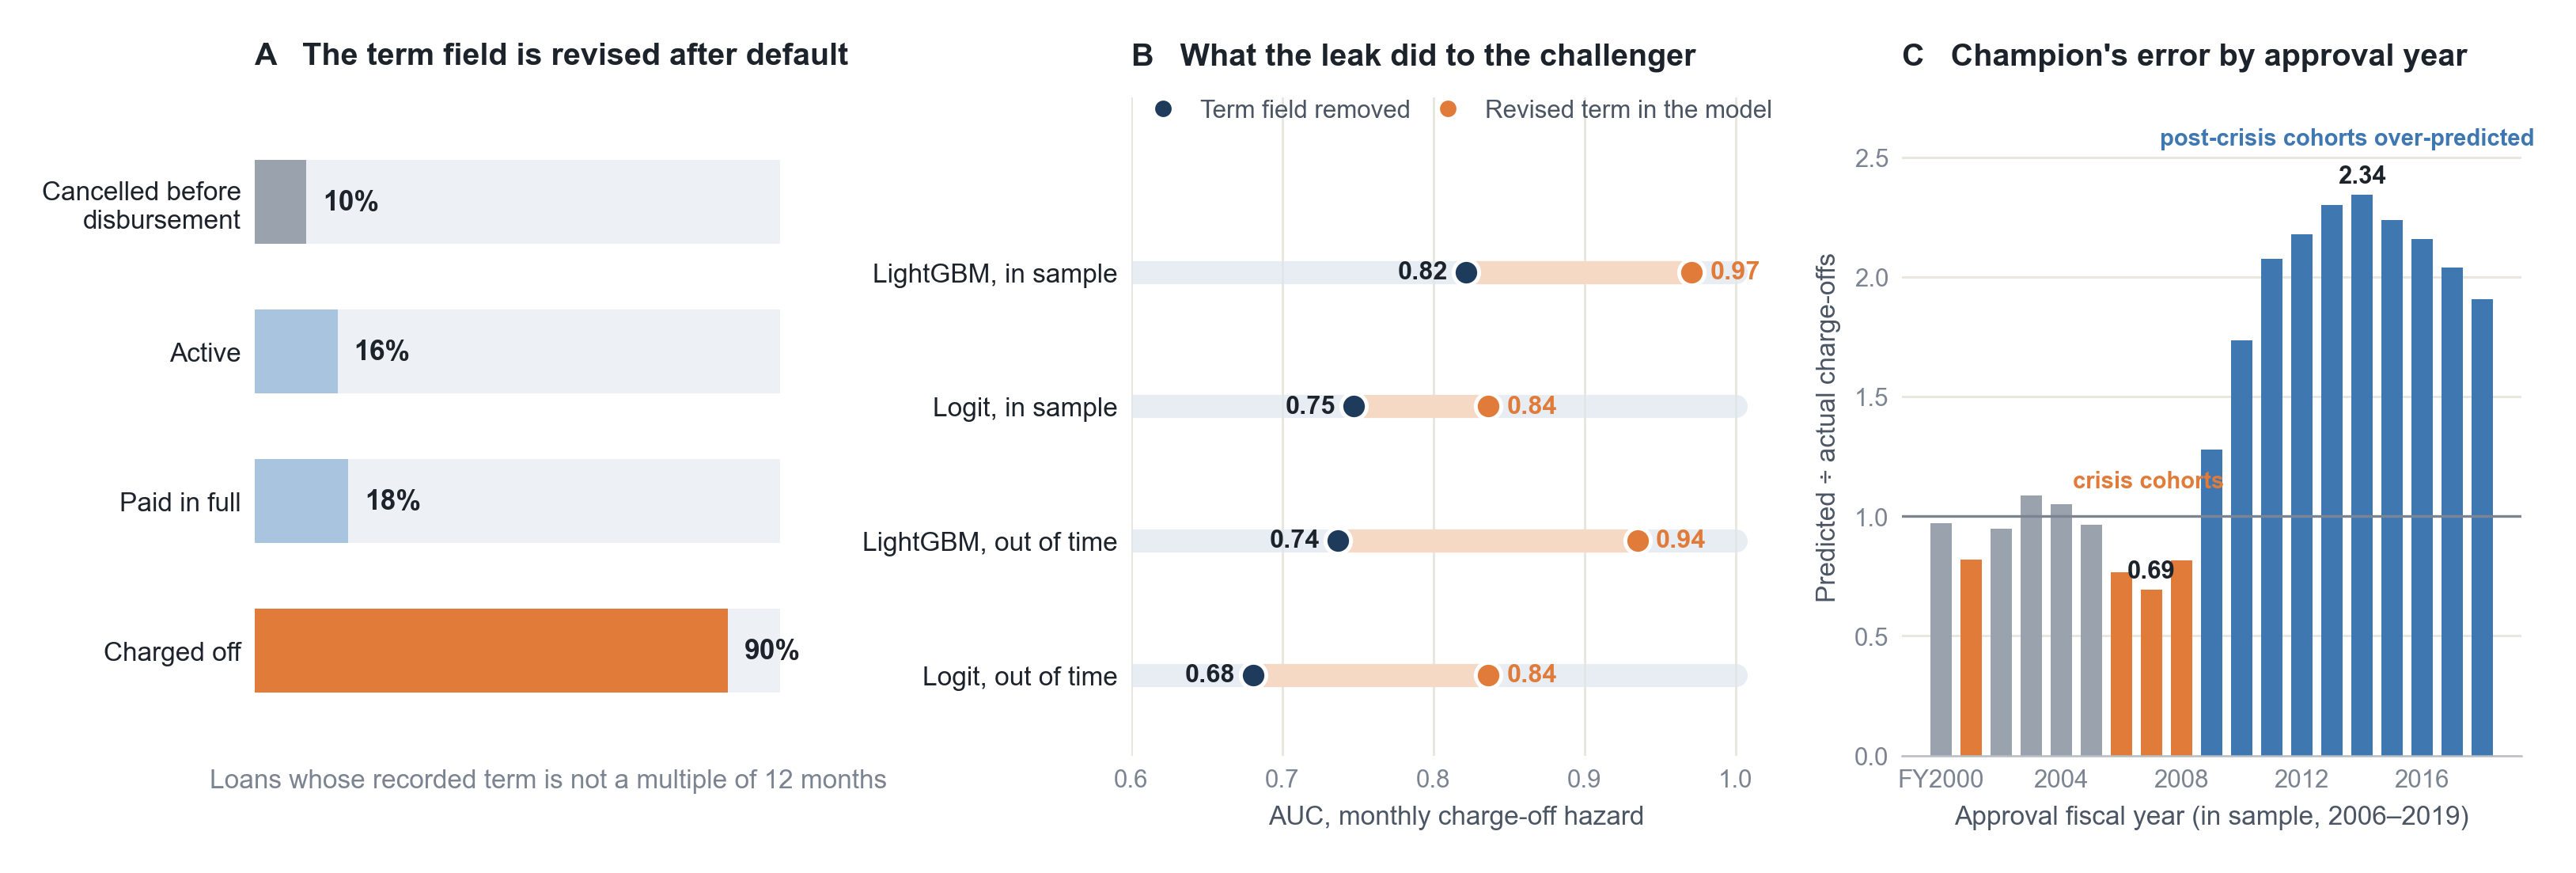 A The term field is revised after default
Cancelled before
disbursement
10%
Active
16%
Paid in full
18%
Charged off
90%
Loans whose recorded term is not a multiple of 12 months
B What the leak did to the challenger
Term field removed
Revised term in the model
LightGBM, in sample
0.82
0.97
Logit, in sample
0.75
0.84
LightGBM, out of time
0.74
0.94
Logit, out of time
0.68
0.84
0.6
0.7
0.8
0.9
1.0
AUC, monthly charge-off hazard
C Champion's error by approval year
post-crisis cohorts over-predicted
2.34
crisis cohorts
0.69
Predicted ÷ actual charge-offs
2.5
2.0
1.5
1.0
0.5
0.0
FY2000
2004
2008
2012
2016
Approval fiscal year (in sample, 2006–2019)